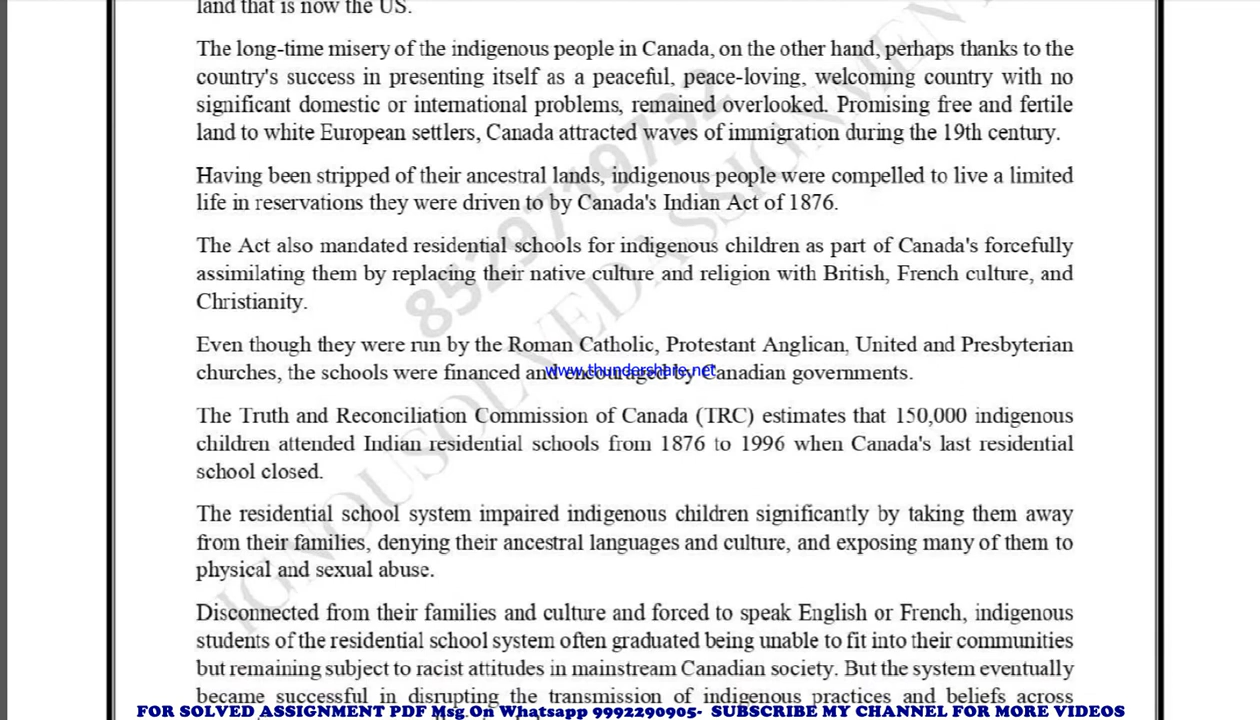 land that is now the US.
The long-time misery of the indigenous people in Canada, on the other hand, perhaps thanks to the
country's success in presenting itself as a peaceful, peace-loving, welcoming country with no
significant domestic or international problems, remained overlooked. Promising free and fertile
land to white European settlers, Canada attracted waves of immigration during the 19th century.
Having been stripped of their ancestral lands, indigenous people were compelled to live a limited
life in reservations they were driven to by Canada's Indian Act of 1876.
The Act also mandated residential schools for indigenous children as part of Canada's forcefully
assimilating them by replacing their native culture and religion with British, French culture, and
Christianity.
Even though they were run by the Roman Catholic, Protestant Anglican, United and Presbyterian
churches, the schools were financed and encouraged by Canadian governments.
www.thundershare.net
The Truth and Reconciliation Commission of Canada (TRC) estimates that 150,000 indigenous
children attended Indian residential schools from 1876 to 1996 when Canada's last residential
school closed.
The residential school system impaired indigenous children significantly by taking them away
from their families, denying their ancestral languages and culture, and exposing many of them to
physical and sexual abuse.
Disconnected from their families and culture and forced to speak English or French, indigenous
students of the residential school system often graduated being unable to fit into their communities
but remaining subject to racist attitudes in mainstream Canadian society. But the system eventually
became successful in disrupting the transmission of indigenous practices and beliefs across
8529719732
IGNOUSOLVEDASSIGNMENT
FOR SOLVED ASSIGNMENT PDF Msg On Whatsapp 9992290905- SUBSCRIBE MY CHANNEL FOR MORE VIDEOS